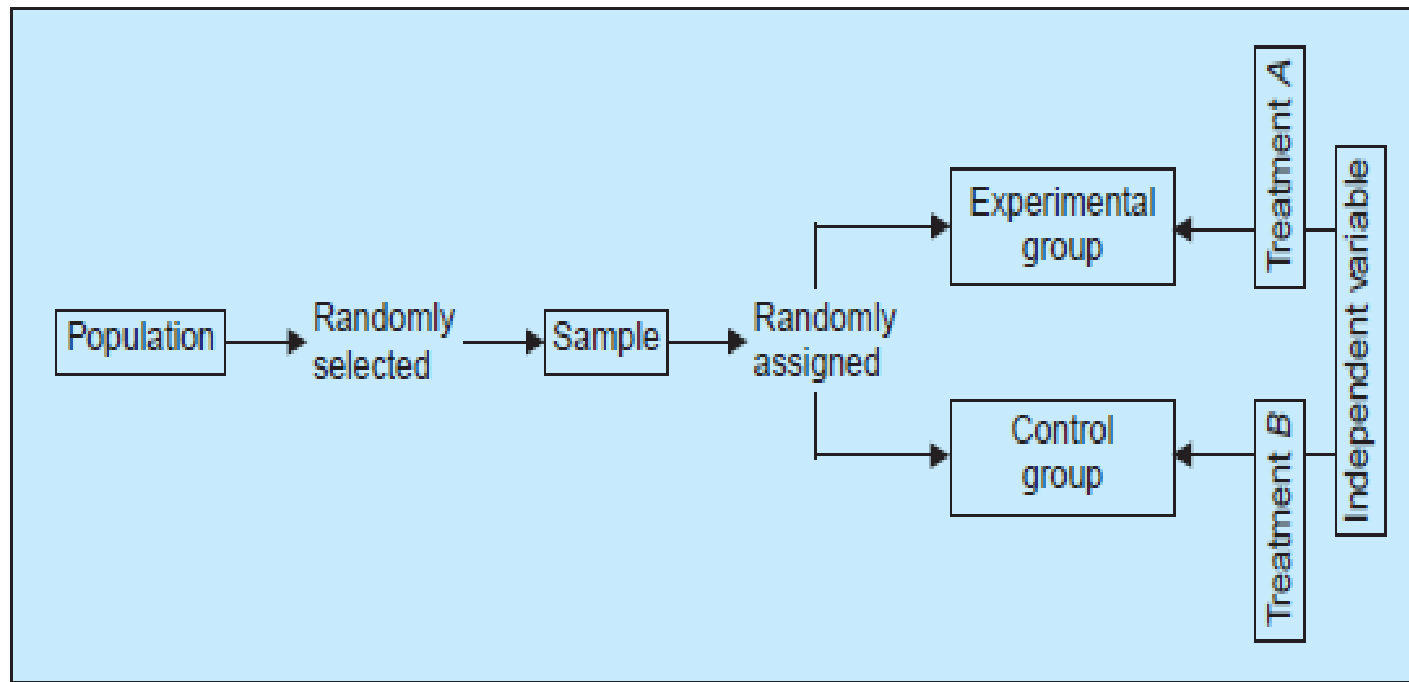 Population
Randomly
selected
Sample
Randomly
assigned
Experimental
group
Control
group
Treatment A
Treatment B
Independent variable